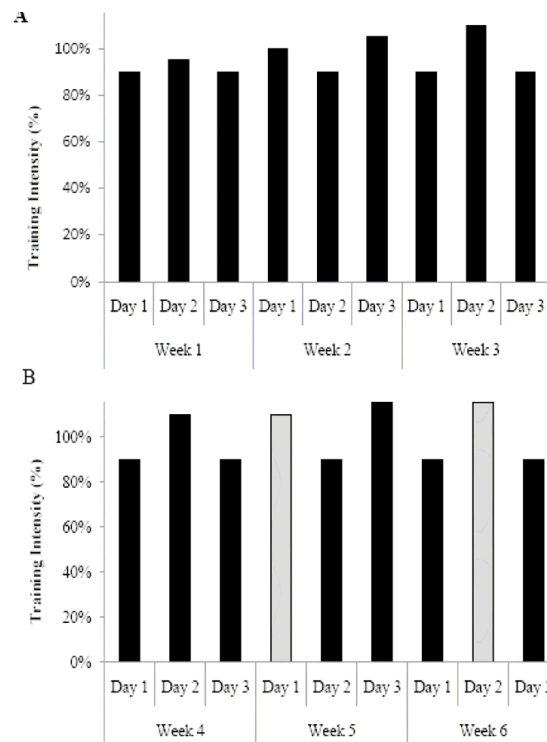 A
100%
80%
60%
40%
20%
0%
Training Intensity (%)
Day 1 Day 2 Day 3 Day 1 Day 2 Day 3 Day 1 Day 2 Day 3
Week 1 Week 2 Week 3
B
100%
80%
60%
40%
20%
0%
Training Intensity (%)
Day 1 Day 2 Day 3 Day 1 Day 2 Day 3 Day 1 Day 2 Day 3
Week 4 Week 5 Week 6